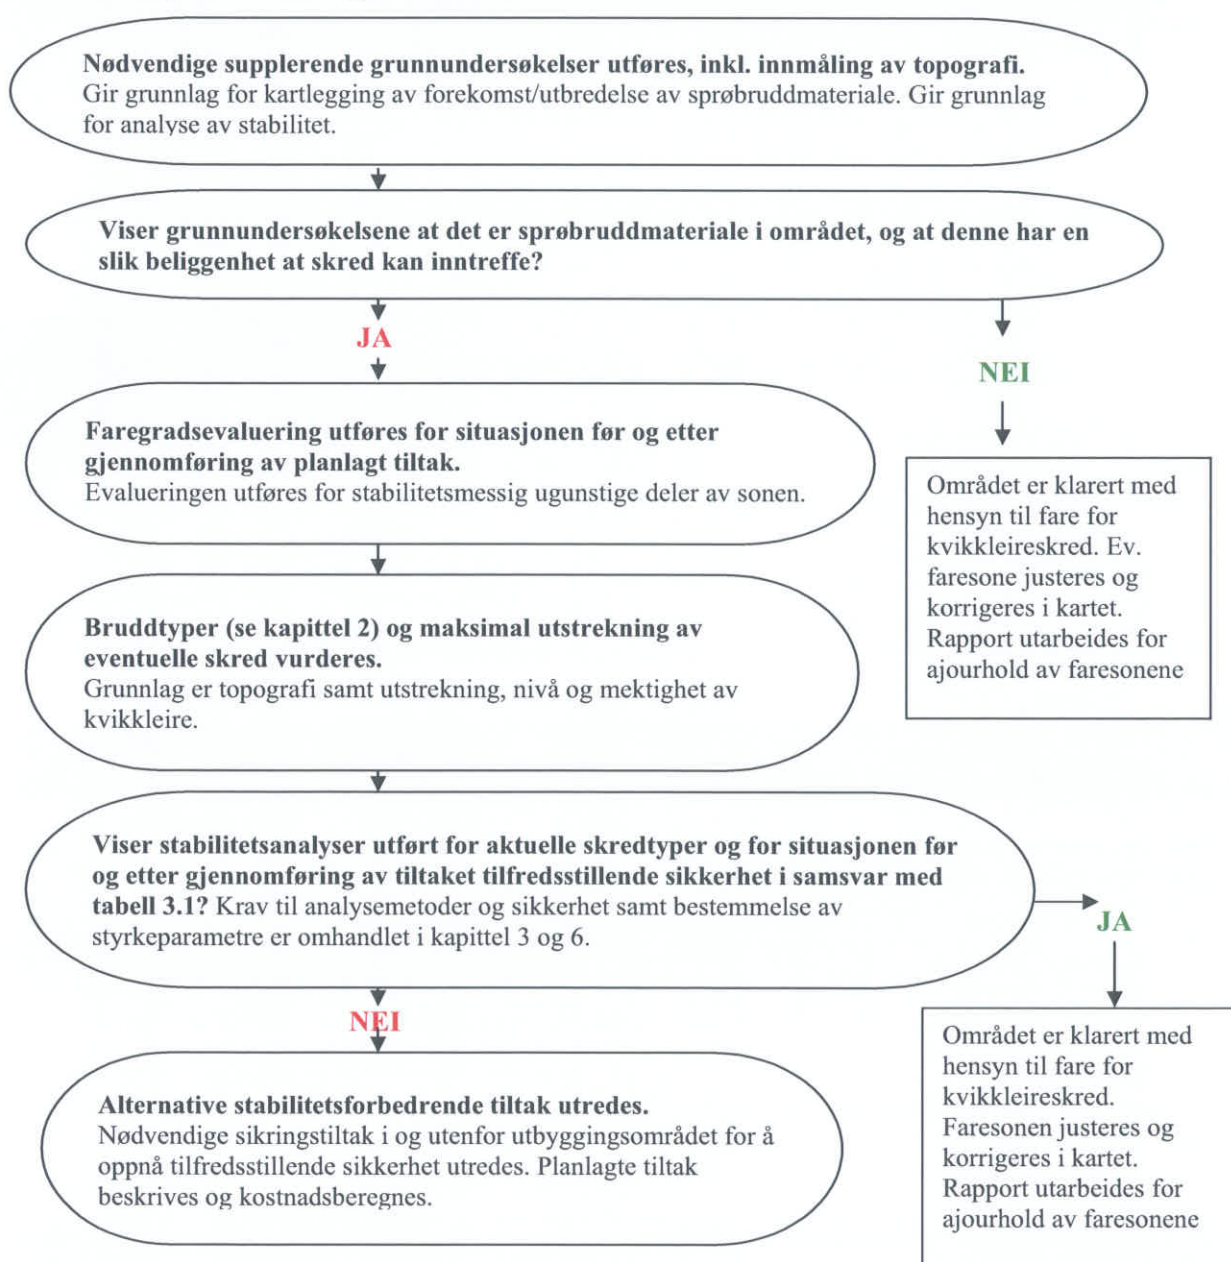 Nødvendige supplerende grunnundersøkelser utføres, inkl. innmåling av topografi.
Gir grunnlag for kartlegging av forekomst/utbredelse av sprøbruddmateriale. Gir grunnlag
for analyse av stabilitet.
Viser grunnundersøkelsene at det er sprøbruddmateriale i området, og at denne har en
slik beliggenhet at skred kan inntreffe?
JA
NEI
Faregradsevaluering utføres for situasjonen før og etter
gjennomføring av planlagt tiltak.
Evalueringen utføres for stabilitetsmessig ugunstige deler av sonen.
Området er klarert med
hensyn til fare for
kvikkleireskred. Ev.
faresone justeres og
korrigeres i kartet.
Rapport utarbeides for
ajourhold av faresonene
Bruddtyper (se kapittel 2) og maksimal utstrekning av
eventuelle skred vurderes.
Grunnlag er topografi samt utstrekning, nivå og mektighet av
kvikkleire.
Viser stabilitetsanalyser utført for aktuelle skredtyper og for situasjonen før
og etter gjennomføring av tiltaket tilfredsstillende sikkerhet i samsvar med
tabell 3.1? Krav til analysemetoder og sikkerhet samt bestemmelse av
styrkeparametre er omhandlet i kapittel 3 og 6.
JA
NEI
Området er klarert med
hensyn til fare for
kvikkleireskred.
Faresonen justeres og
korrigeres i kartet.
Rapport utarbeides for
ajourhold av faresonene
Alternative stabilitetsforbedrende tiltak utredes.
Nødvendige sikringstiltak i og utenfor utbyggingsområdet for å
oppnå tilfredsstillende sikkerhet utredes. Planlagte tiltak
beskrives og kostnadsberegnes.